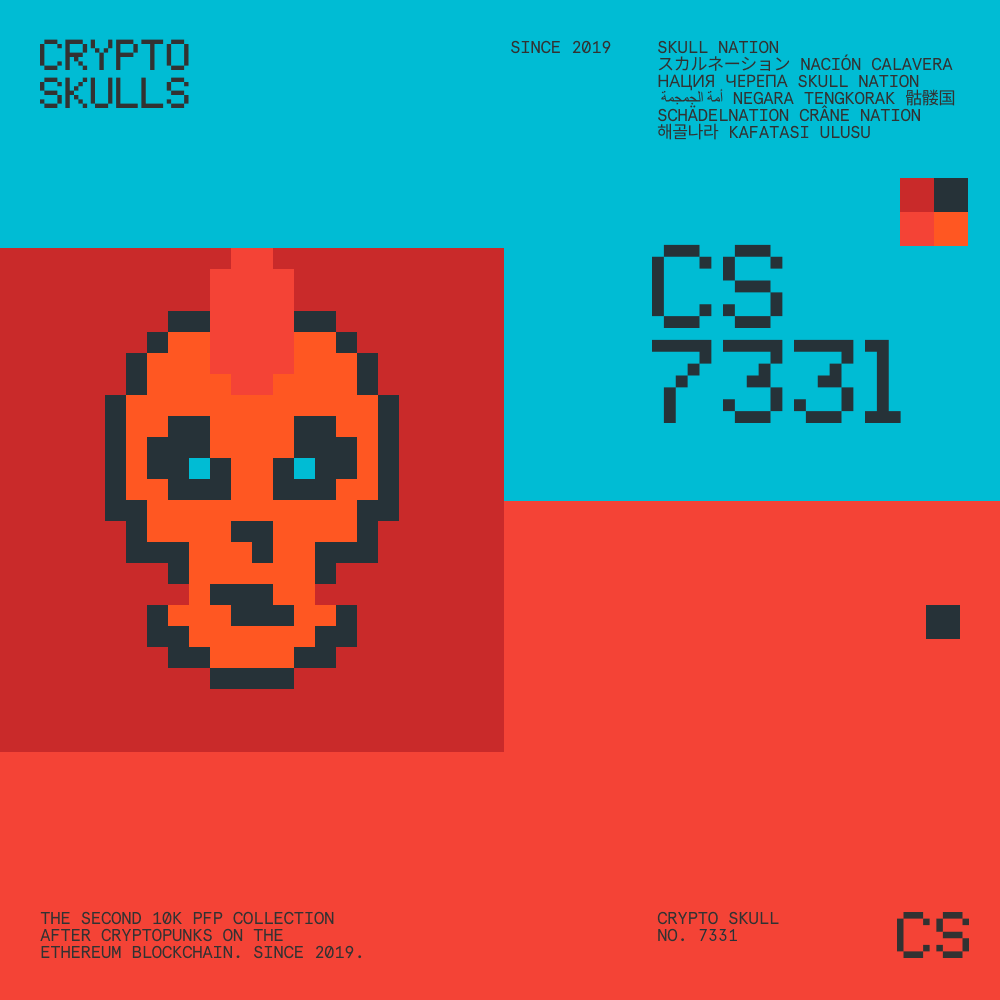 CRYPTO
SKULLS
SINCE 2019
SKULL NATION
スカルネーション NACIÓN CALAVERA
НАЦИЯ ЧЕРЕПА SKULL NATION
أمة الجمجمة NEGARA TENGKORAK 骷髅国
SCHÄDELNATION CRÂNE NATION
해골나라 KAFATASI ULUSU
CS
7331
THE SECOND 10K PFP COLLECTION
AFTER CRYPTOPUNKS ON THE
ETHEREUM BLOCKCHAIN. SINCE 2019.
CRYPTO SKULL
NO. 7331
CS